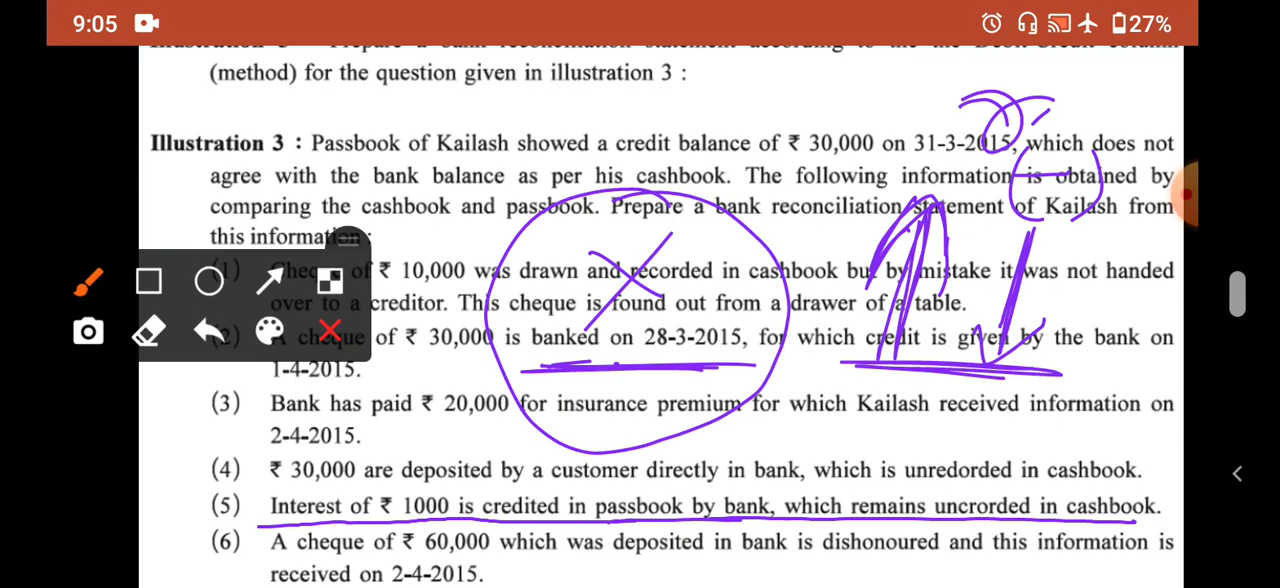 9:05 27%
(method) for the question given in illustration 3 :
Illustration 3 : Passbook of Kailash showed a credit balance of ₹ 30,000 on 31-3-2015, which does not
agree with the bank balance as per his cashbook. The following information is obtained by
comparing the cashbook and passbook. Prepare a bank reconciliation statement of Kailash from
this information :
(1) Cheque of ₹ 10,000 was drawn and recorded in cashbook but by mistake it was not handed
over to a creditor. This cheque is found out from a drawer of a table.
(2) A cheque of ₹ 30,000 is banked on 28-3-2015, for which credit is given by the bank on
1-4-2015.
(3) Bank has paid ₹ 20,000 for insurance premium for which Kailash received information on
2-4-2015.
(4) ₹ 30,000 are deposited by a customer directly in bank, which is unredorded in cashbook.
(5) Interest of ₹ 1000 is credited in passbook by bank, which remains uncrorded in cashbook.
(6) A cheque of ₹ 60,000 which was deposited in bank is dishonoured and this information is
received on 2-4-2015.